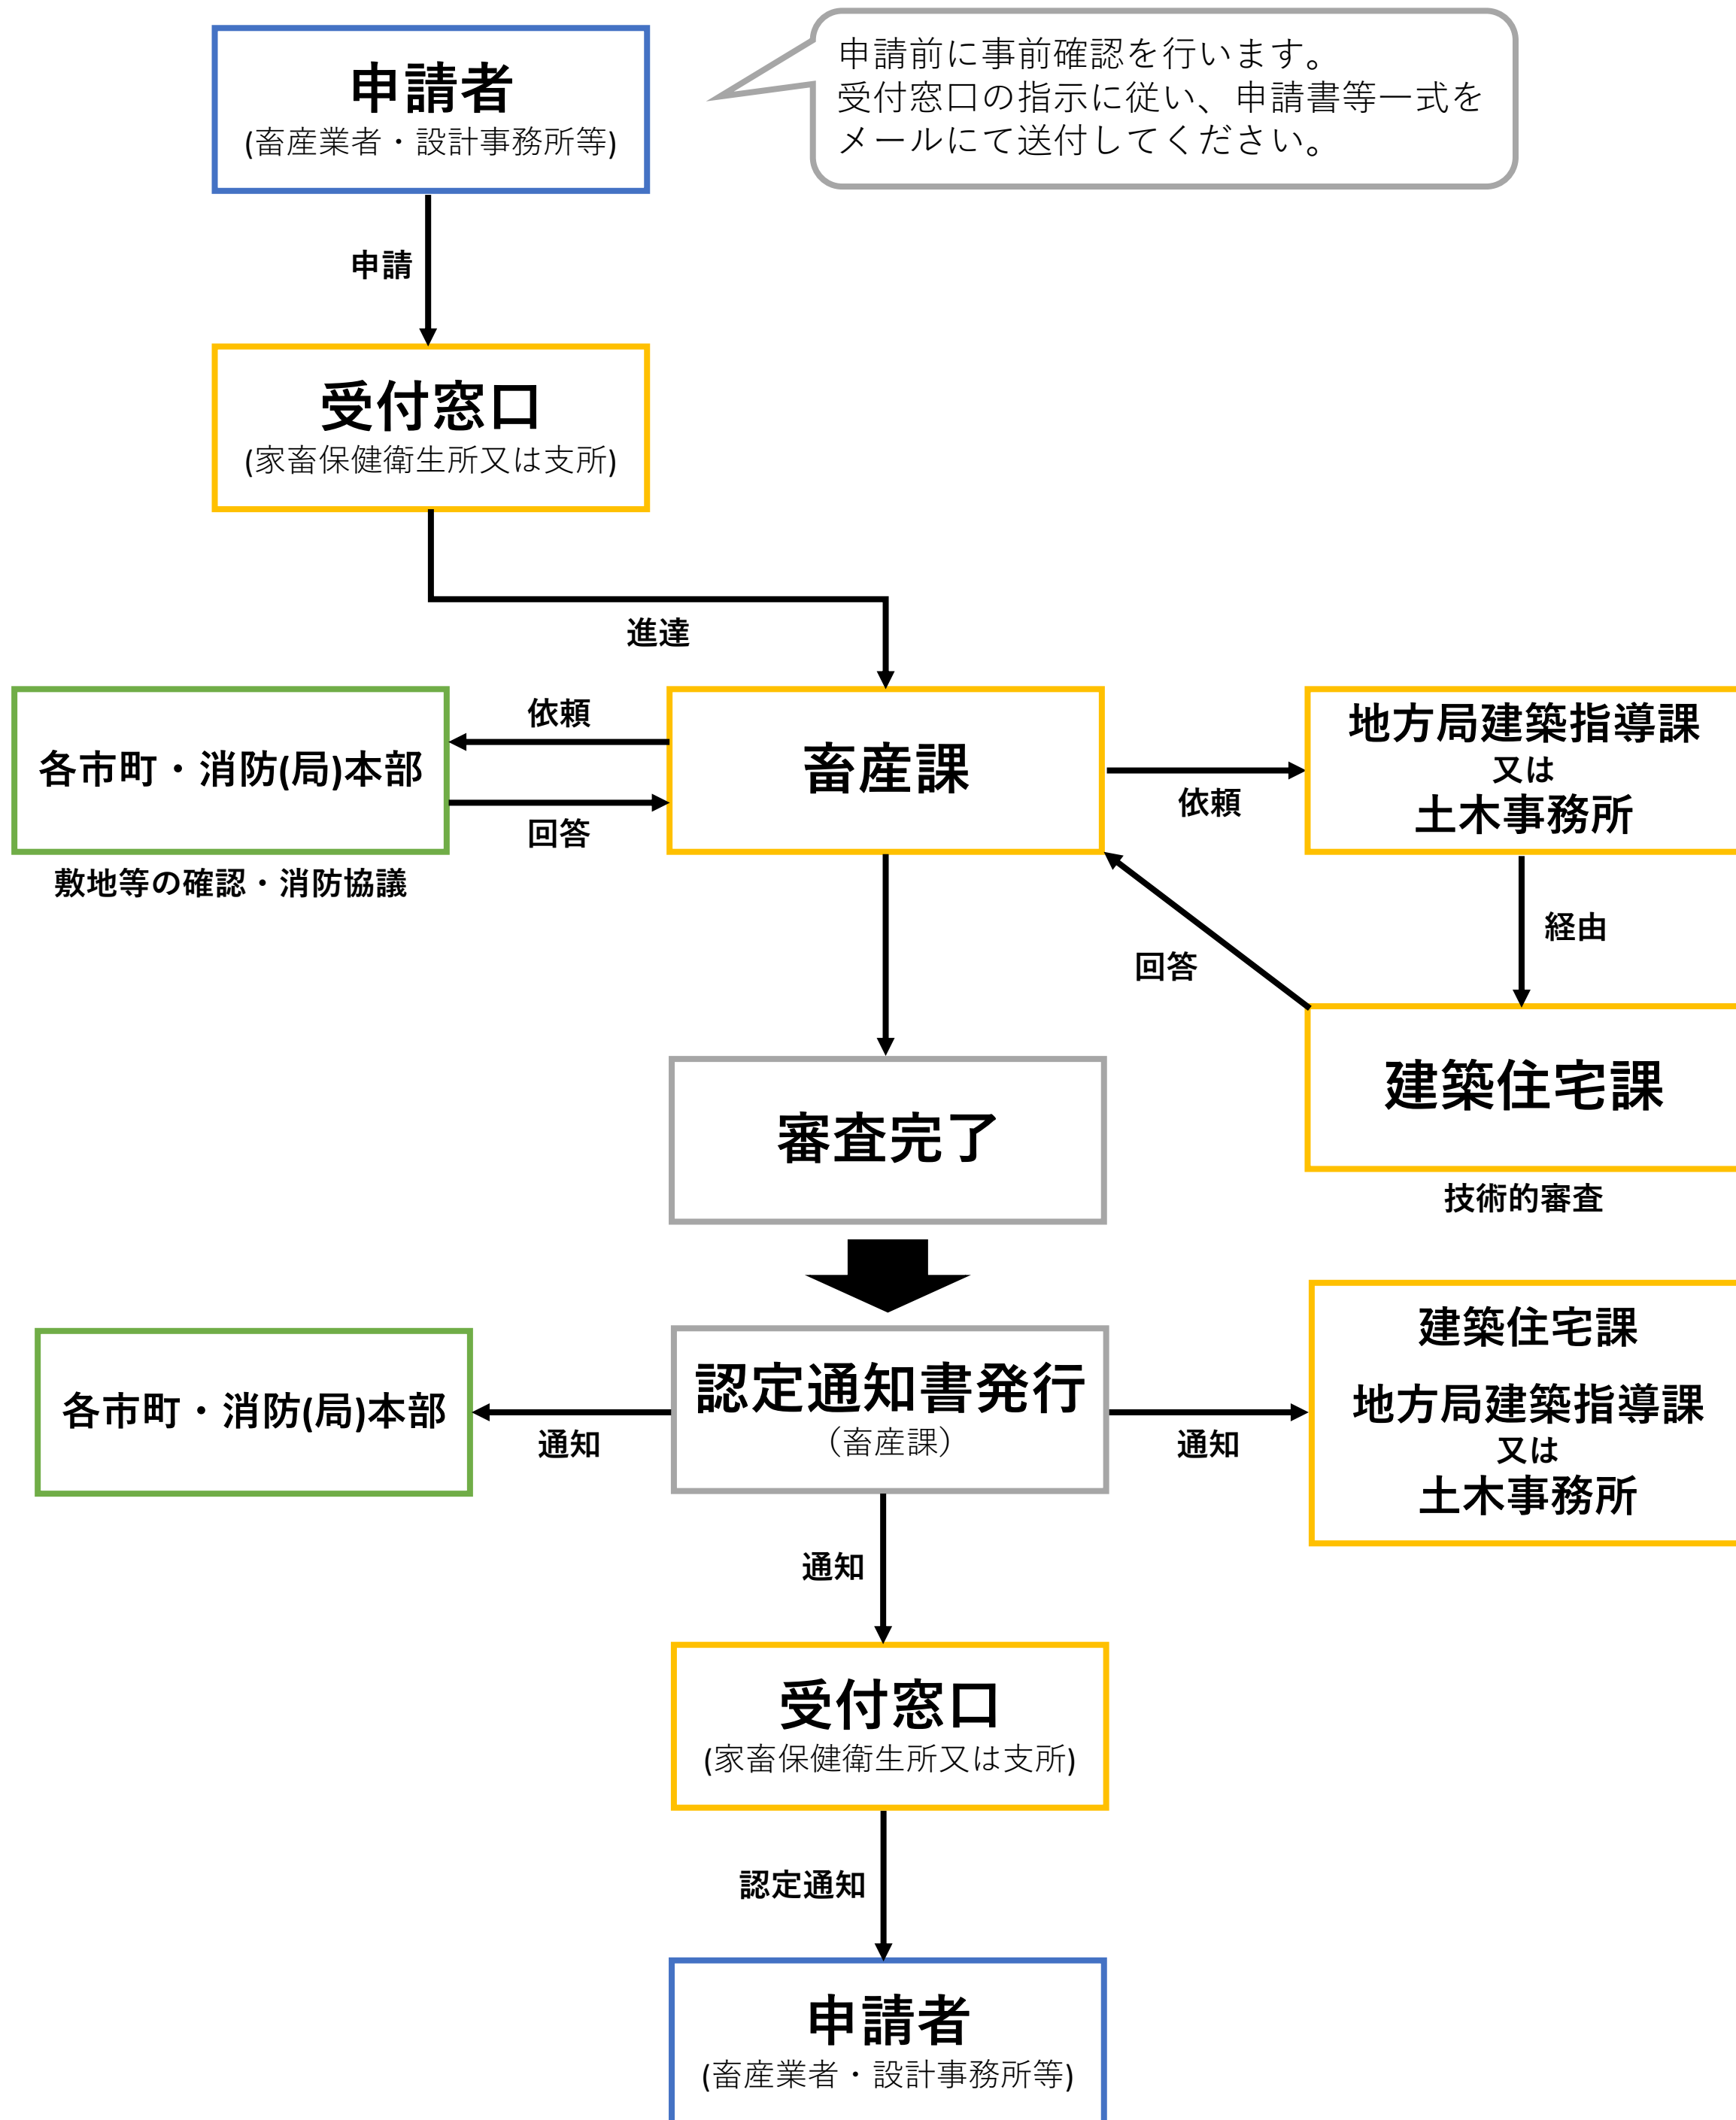 申請者
(畜産業者・設計事務所等)
申請前に事前確認を行います。
受付窓口の指示に従い、申請書等一式を
メールにて送付してください。
申請
受付窓口
(家畜保健衛生所又は支所)
進達
各市町・消防(局)本部
敷地等の確認・消防協議
依頼
回答
畜産課
依頼
地方局建築指導課
又は
土木事務所
経由
回答
建築住宅課
技術的審査
審査完了
各市町・消防(局)本部
通知
認定通知書発行
（畜産課）
通知
建築住宅課
地方局建築指導課
又は
土木事務所
通知
受付窓口
(家畜保健衛生所又は支所)
認定通知
申請者
(畜産業者・設計事務所等)